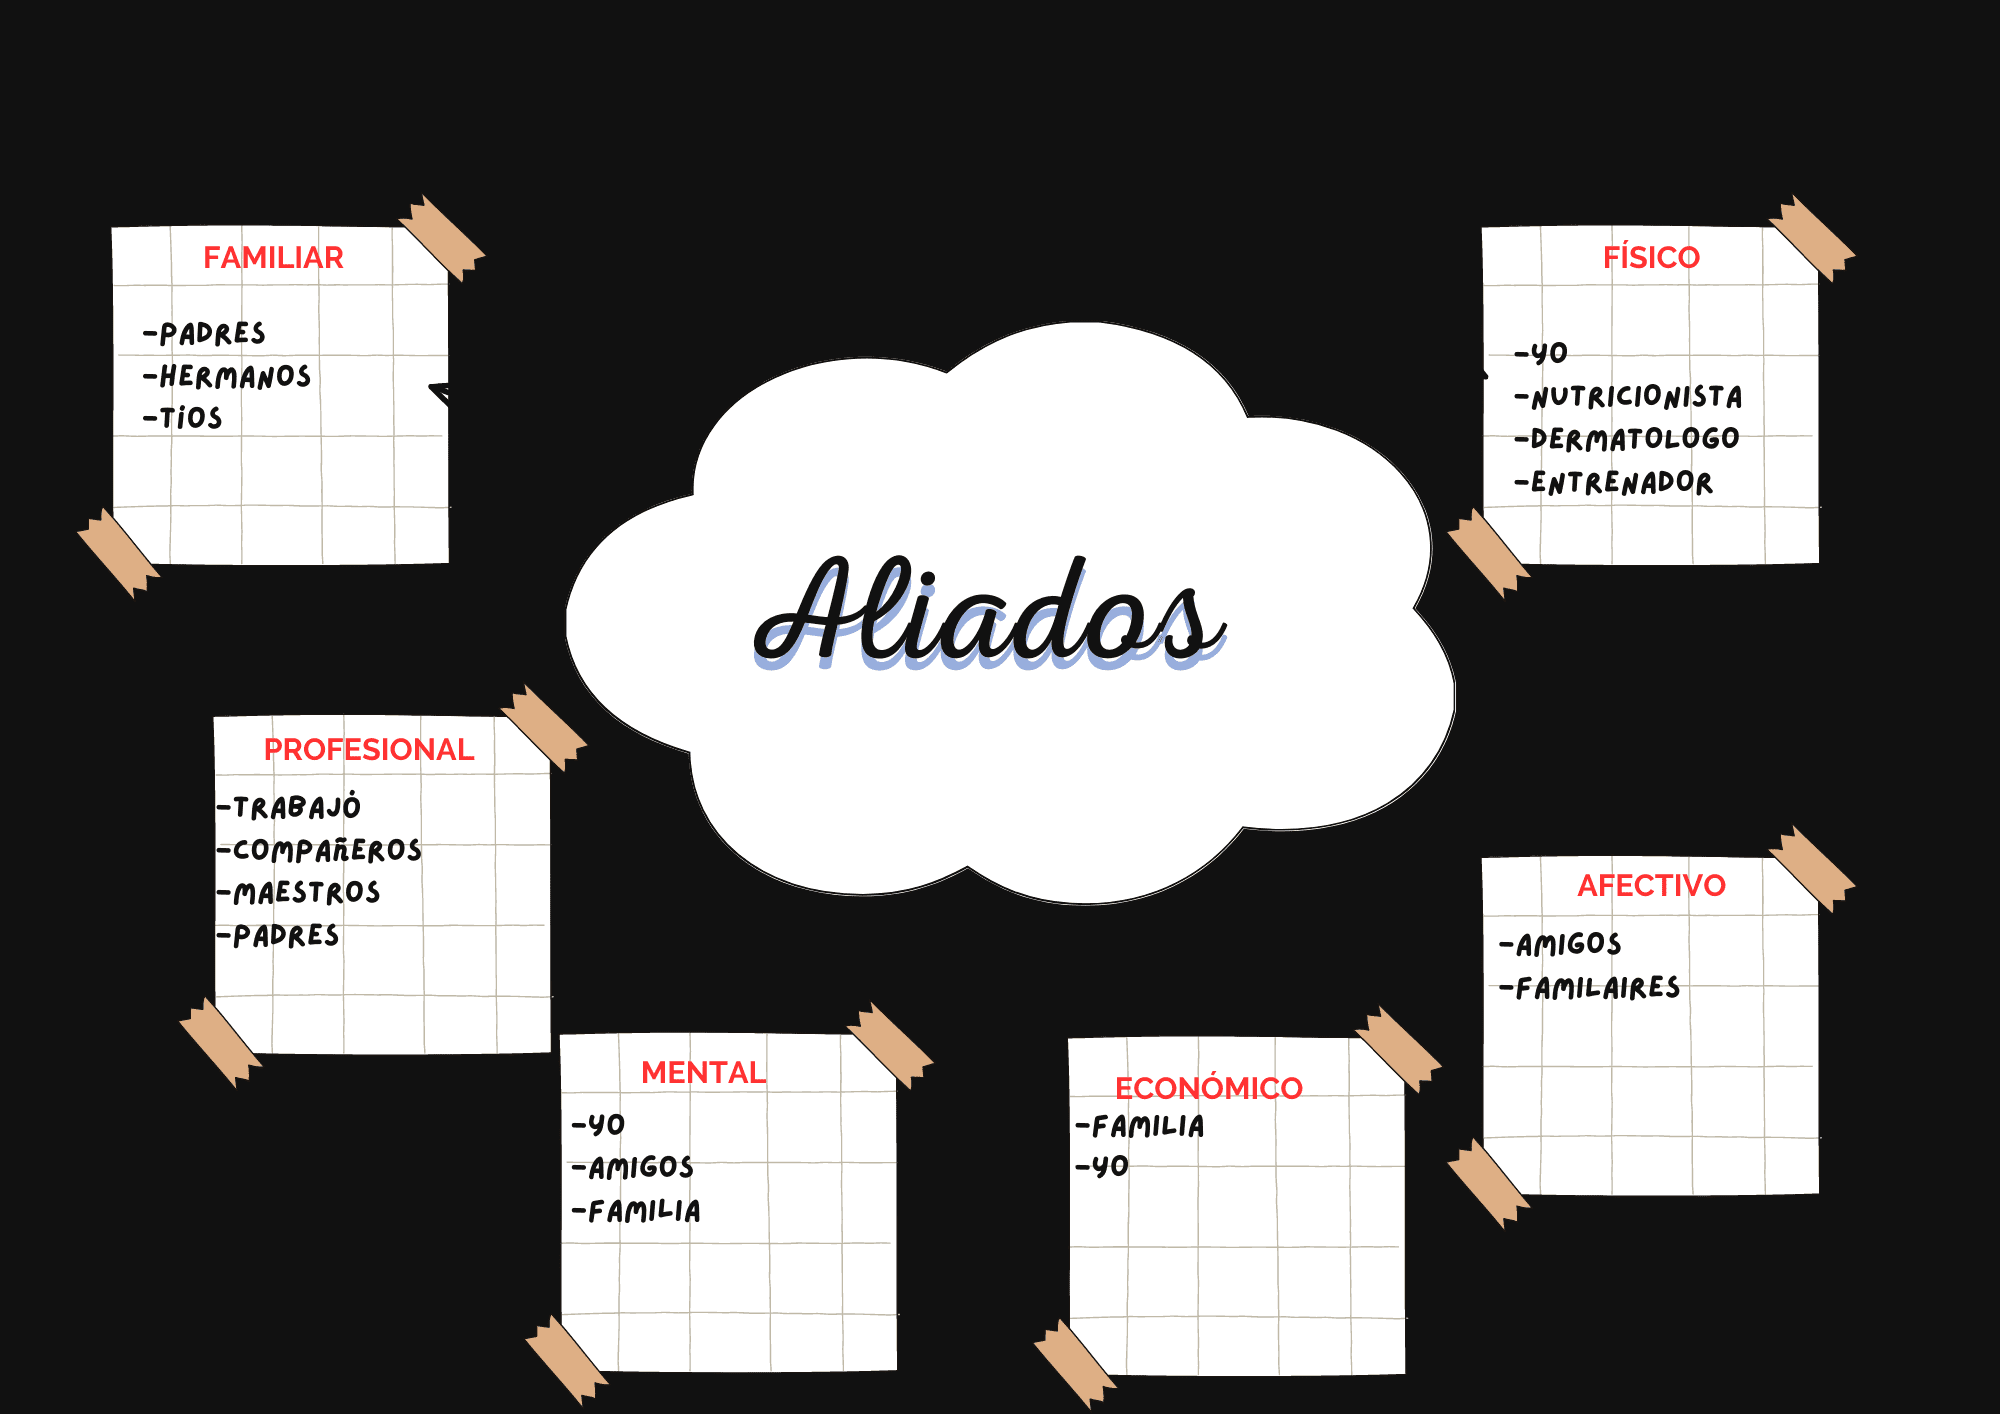 FAMILIAR
-PADRES
-HERMANOS
-TíOS
FÍSICO
-YO
-NUTRICIONISTA
-DERMATOLOGO
-ENTRENADOR
Aliados
PROFESIONAL
-TRABAJÓ
-COMPAñEROS
-MAESTROS
-PADRES
AFECTIVO
-AMIGOS
-FAMILAIRES
MENTAL
-YO
-AMIGOS
-FAMILIA
ECONÓMICO
-FAMILIA
-YO